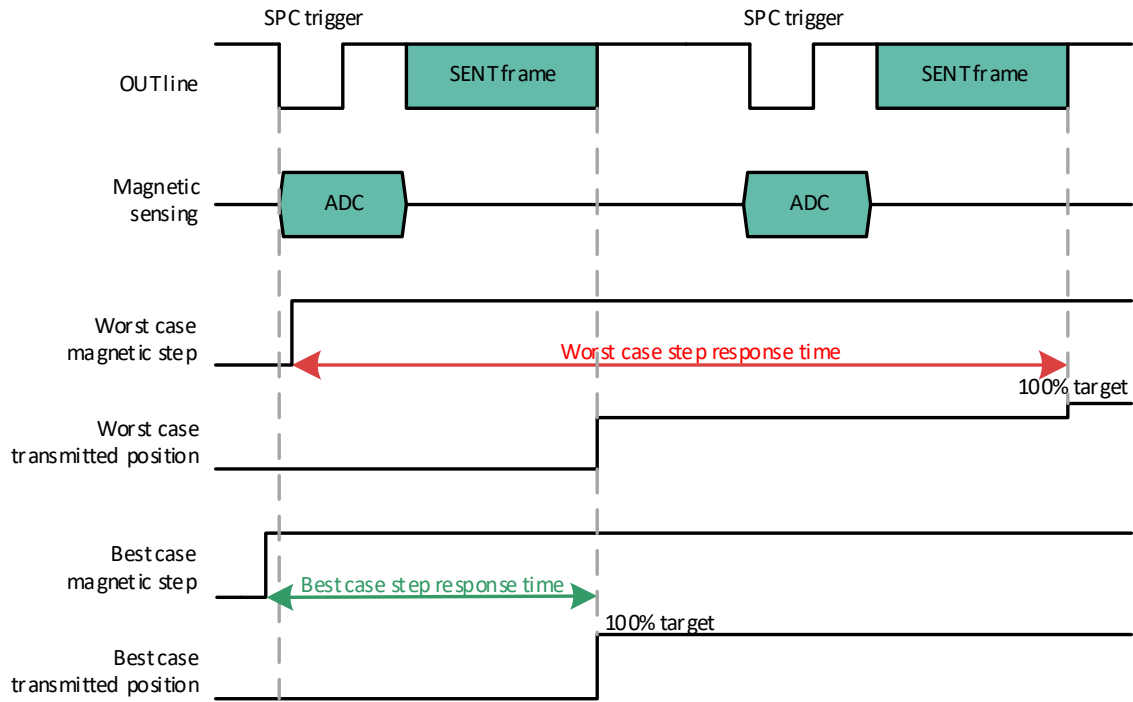 SPC trigger
SPC trigger
OUT line
SENT frame
SENT frame
Magnetic
sensing
ADC
ADC
Worst case
magnetic step
Worst case step response time
100% target
Worst case
transmitted position
Best case
magnetic step
Best case step response time
100% target
Best case
transmitted position